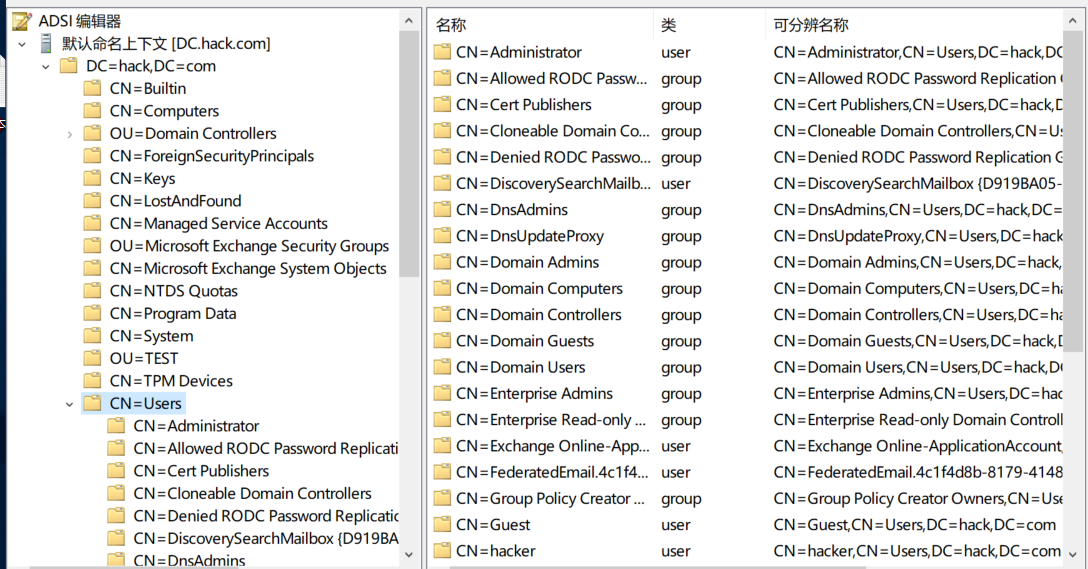 ADSI 编辑器
默认命名上下文 [DC.hack.com]
DC=hack,DC=com
CN=Builtin
CN=Computers
OU=Domain Controllers
CN=ForeignSecurityPrincipals
CN=Keys
CN=LostAndFound
CN=Managed Service Accounts
OU=Microsoft Exchange Security Groups
CN=Microsoft Exchange System Objects
CN=NTDS Quotas
CN=Program Data
CN=System
OU=TEST
CN=TPM Devices
CN=Users
CN=Administrator
CN=Allowed RODC Password Replicati
CN=Cert Publishers
CN=Cloneable Domain Controllers
CN=Denied RODC Password Replicatic
CN=DiscoverySearchMailbox {D919BA
CN=DnsAdmins
名称 类 可分辨名称
CN=Administrator user CN=Administrator,CN=Users,DC=hack,DC
CN=Allowed RODC Passw... group CN=Allowed RODC Password Replication
CN=Cert Publishers group CN=Cert Publishers,CN=Users,DC=hack,D
CN=Cloneable Domain Co... group CN=Cloneable Domain Controllers,CN=Us
CN=Denied RODC Passwo... group CN=Denied RODC Password Replication G
CN=DiscoverySearchMailb... user CN=DiscoverySearchMailbox {D919BA05-
CN=DnsAdmins group CN=DnsAdmins,CN=Users,DC=hack,DC=
CN=DnsUpdateProxy group CN=DnsUpdateProxy,CN=Users,DC=hack
CN=Domain Admins group CN=Domain Admins,CN=Users,DC=hack,
CN=Domain Computers group CN=Domain Computers,CN=Users,DC=ha
CN=Domain Controllers group CN=Domain Controllers,CN=Users,DC=ha
CN=Domain Guests group CN=Domain Guests,CN=Users,DC=hack,D
CN=Domain Users group CN=Domain Users,CN=Users,DC=hack,DC
CN=Enterprise Admins group CN=Enterprise Admins,CN=Users,DC=hac
CN=Enterprise Read-only ... group CN=Enterprise Read-only Domain Controll
CN=Exchange Online-App... user CN=Exchange Online-ApplicationAccount,
CN=FederatedEmail.4c1f4... user CN=FederatedEmail.4c1f4d8b-8179-4148
CN=Group Policy Creator ... group CN=Group Policy Creator Owners,CN=Use
CN=Guest user CN=Guest,CN=Users,DC=hack,DC=com
CN=hacker user CN=hacker,CN=Users,DC=hack,DC=com